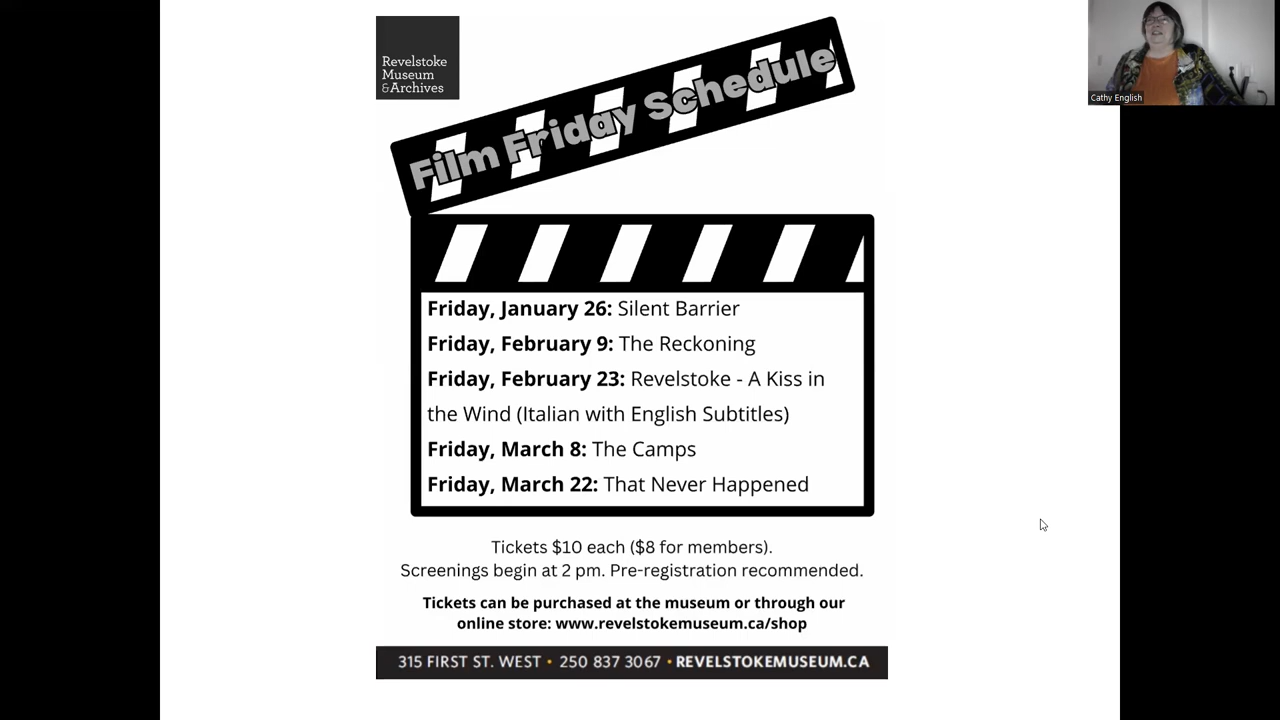 Revelstoke
Museum
&Archives
Film Friday Schedule
Friday, January 26: Silent Barrier
Friday, February 9: The Reckoning
Friday, February 23: Revelstoke - A Kiss in
the Wind (Italian with English Subtitles)
Friday, March 8: The Camps
Friday, March 22: That Never Happened
Tickets $10 each ($8 for members).
Screenings begin at 2 pm. Pre-registration recommended.
Tickets can be purchased at the museum or through our
online store: www.revelstokemuseum.ca/shop
315 FIRST ST. WEST • 250 837 3067 • REVELSTOKEMUSEUM.CA
Cathy English